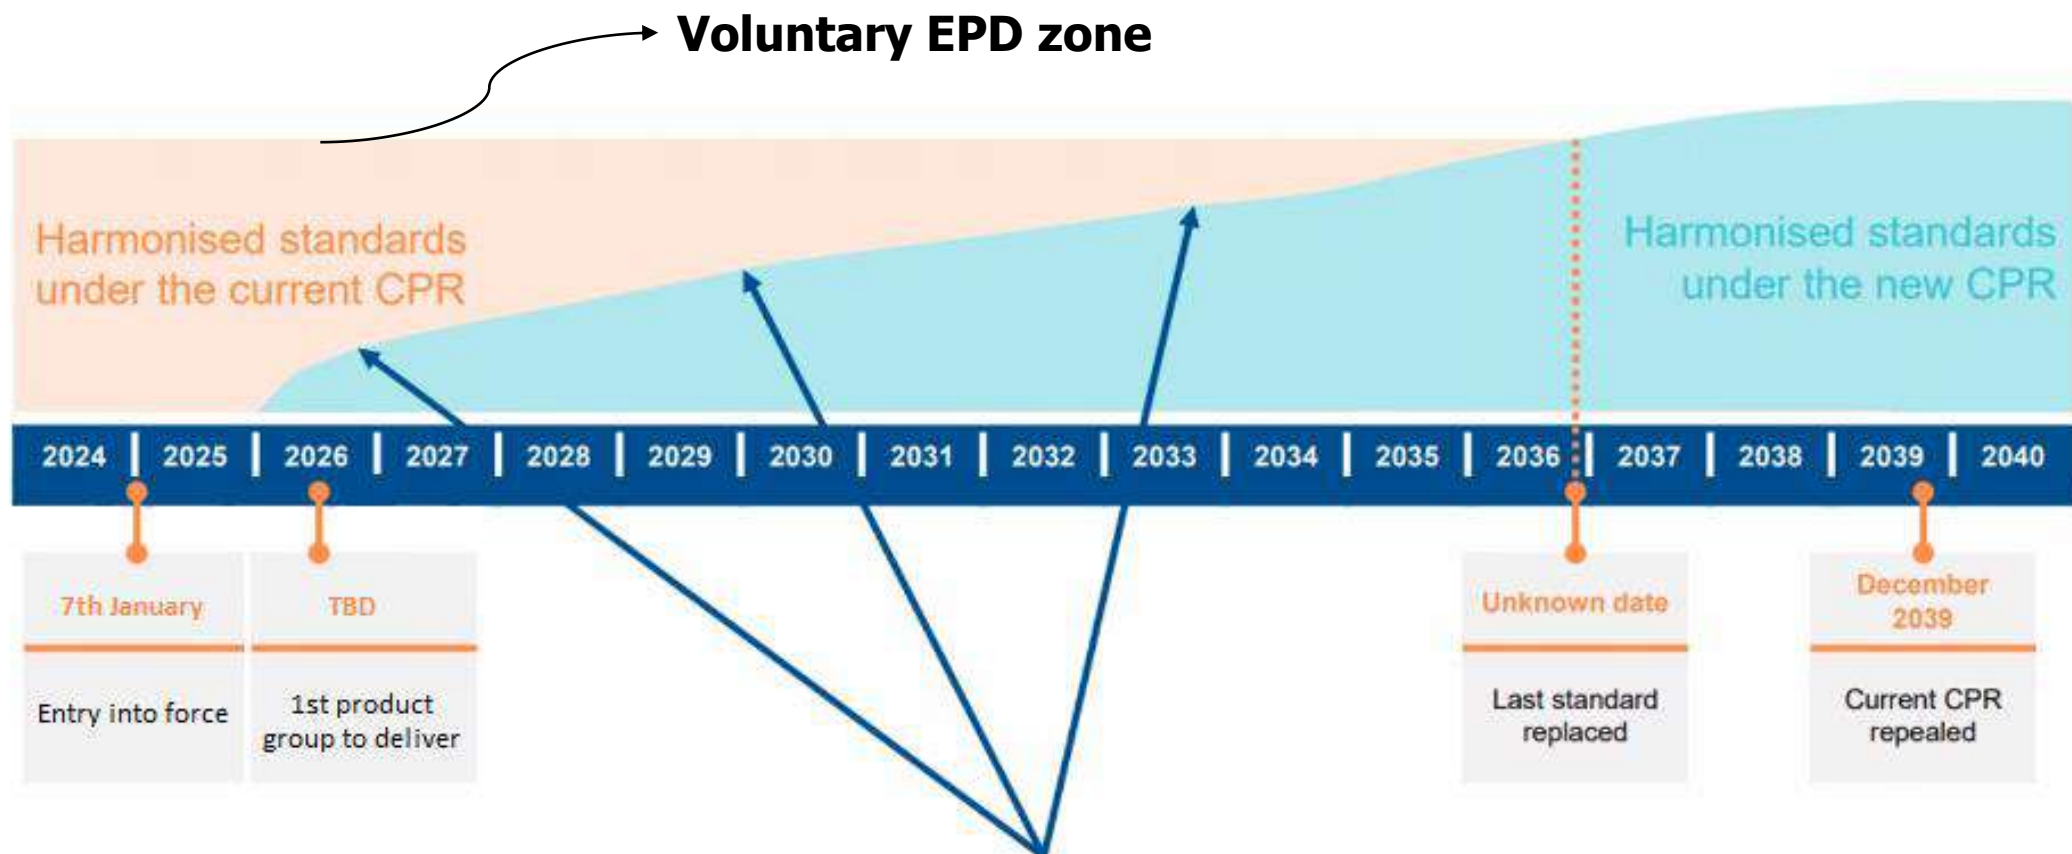 Voluntary EPD zone
Harmonised standards
under the current CPR
Harmonised standards
under the new CPR
2024 2025 2026 2027 2028 2029 2030 2031 2032 2033 2034 2035 2036 2037 2038 2039 2040
7th January
Entry into force
TBD
1st product
group to deliver
Unknown date
Last standard
replaced
December
2039
Current CPR
repealed